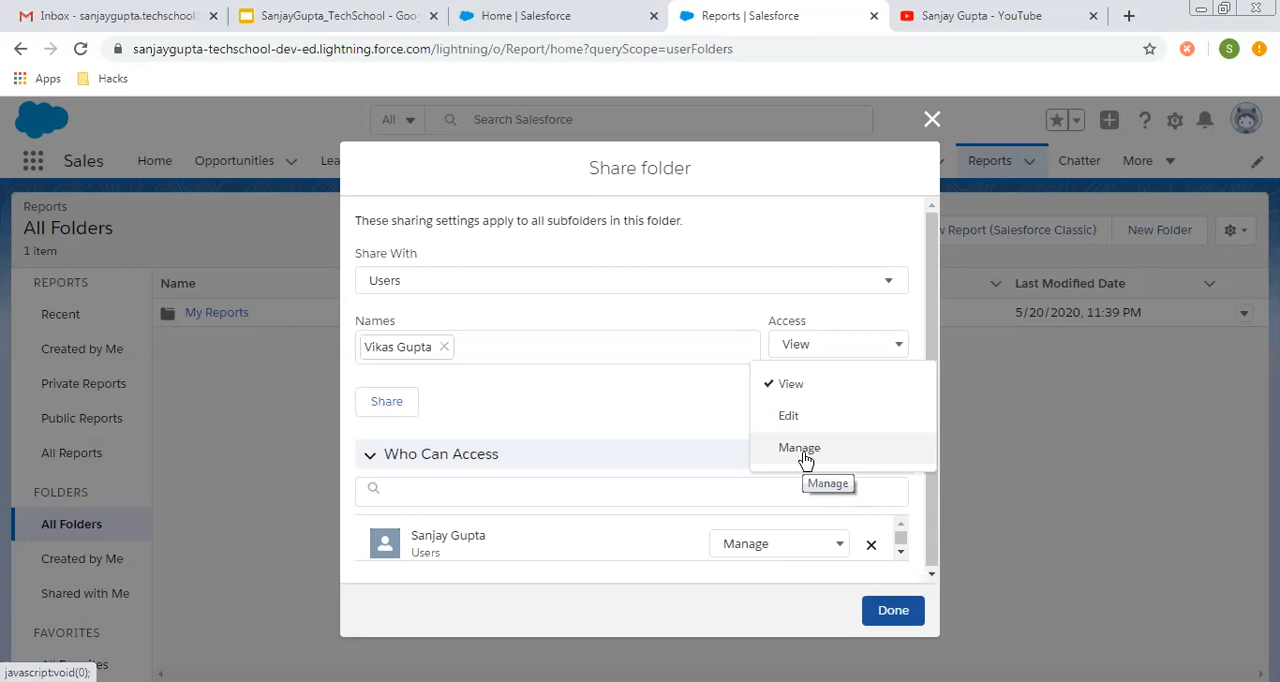 Inbox - sanjaygupta.techschool
SanjayGupta_TechSchool - Goo
Home | Salesforce
Reports | Salesforce
Sanjay Gupta - YouTube
sanjaygupta-techschool-dev-ed.lightning.force.com/lightning/o/Report/home?queryScope=userFolders
S
Apps
Hacks
All
Search Salesforce
Sales
Home
Opportunities
Lea
Reports
Chatter
More
Reports
All Folders
1 item
w Report (Salesforce Classic)
New Folder
REPORTS
Recent
Created by Me
Private Reports
Public Reports
All Reports
FOLDERS
All Folders
Created by Me
Shared with Me
FAVORITES
All Favorites
Name
Last Modified Date
My Reports
5/20/2020, 11:39 PM
Share folder
These sharing settings apply to all subfolders in this folder.
Share With
Users
Names
Access
Vikas Gupta
View
View
Edit
Manage
Manage
Share
Who Can Access
Sanjay Gupta
Users
Manage
Done
javascript:void(0);